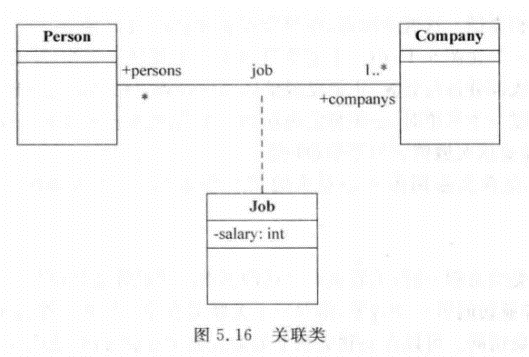 Person
Company
+persons
job
1..*
*
+companys
Job
-salary: int
图 5.16 关联类